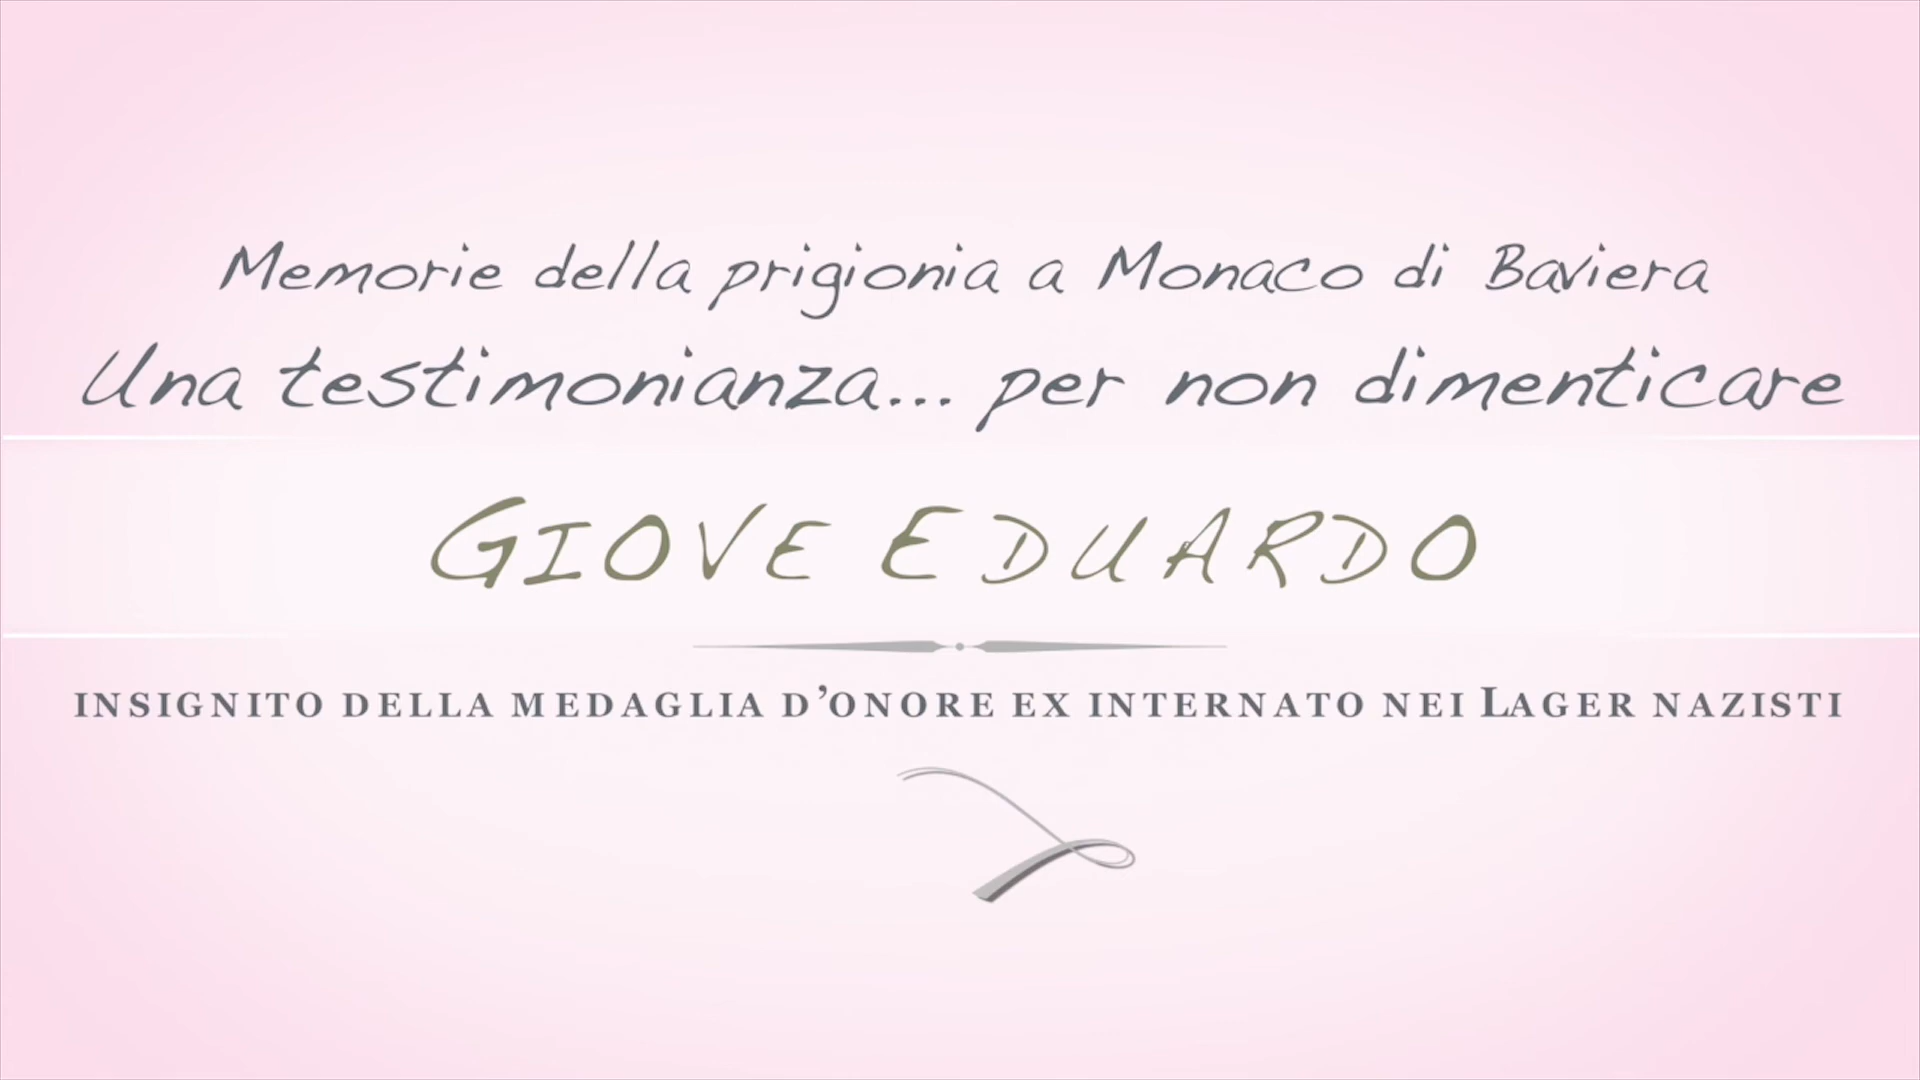 Memorie della prigionia a Monaco di Baviera
Una testimonianza... per non dimenticare
GIOVE EDUARDO
INSIGNITO DELLA MEDAGLIA D’ONORE EX INTERNATO NEI LAGER NAZISTI